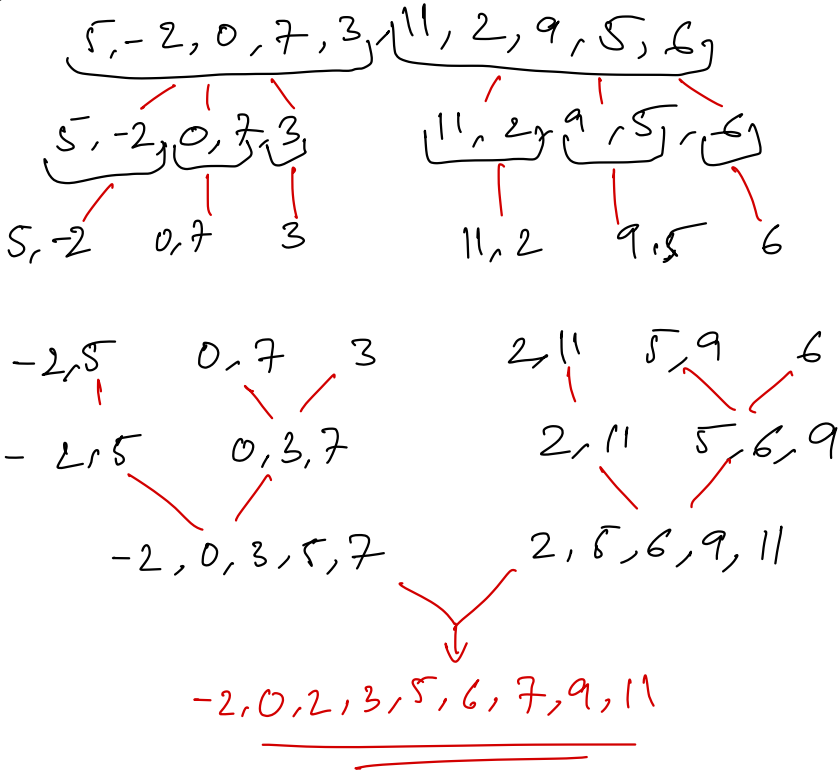 5, -2, 0, 7, 3, 11, 2, 9, 5, 6,
5, -2, 0, 7, 3 11, 2, 9, 5, 6,
5, -2 0, 7 3 11, 2 9, 5 6
-2, 5 0, 7 3 2, 11 5, 9 6
- 2, 5 0, 3, 7 2, 11 5, 6, 9
-2, 0, 3, 5, 7 2, 5, 6, 9, 11
-2, 0, 2, 3, 5, 6, 7, 9, 11